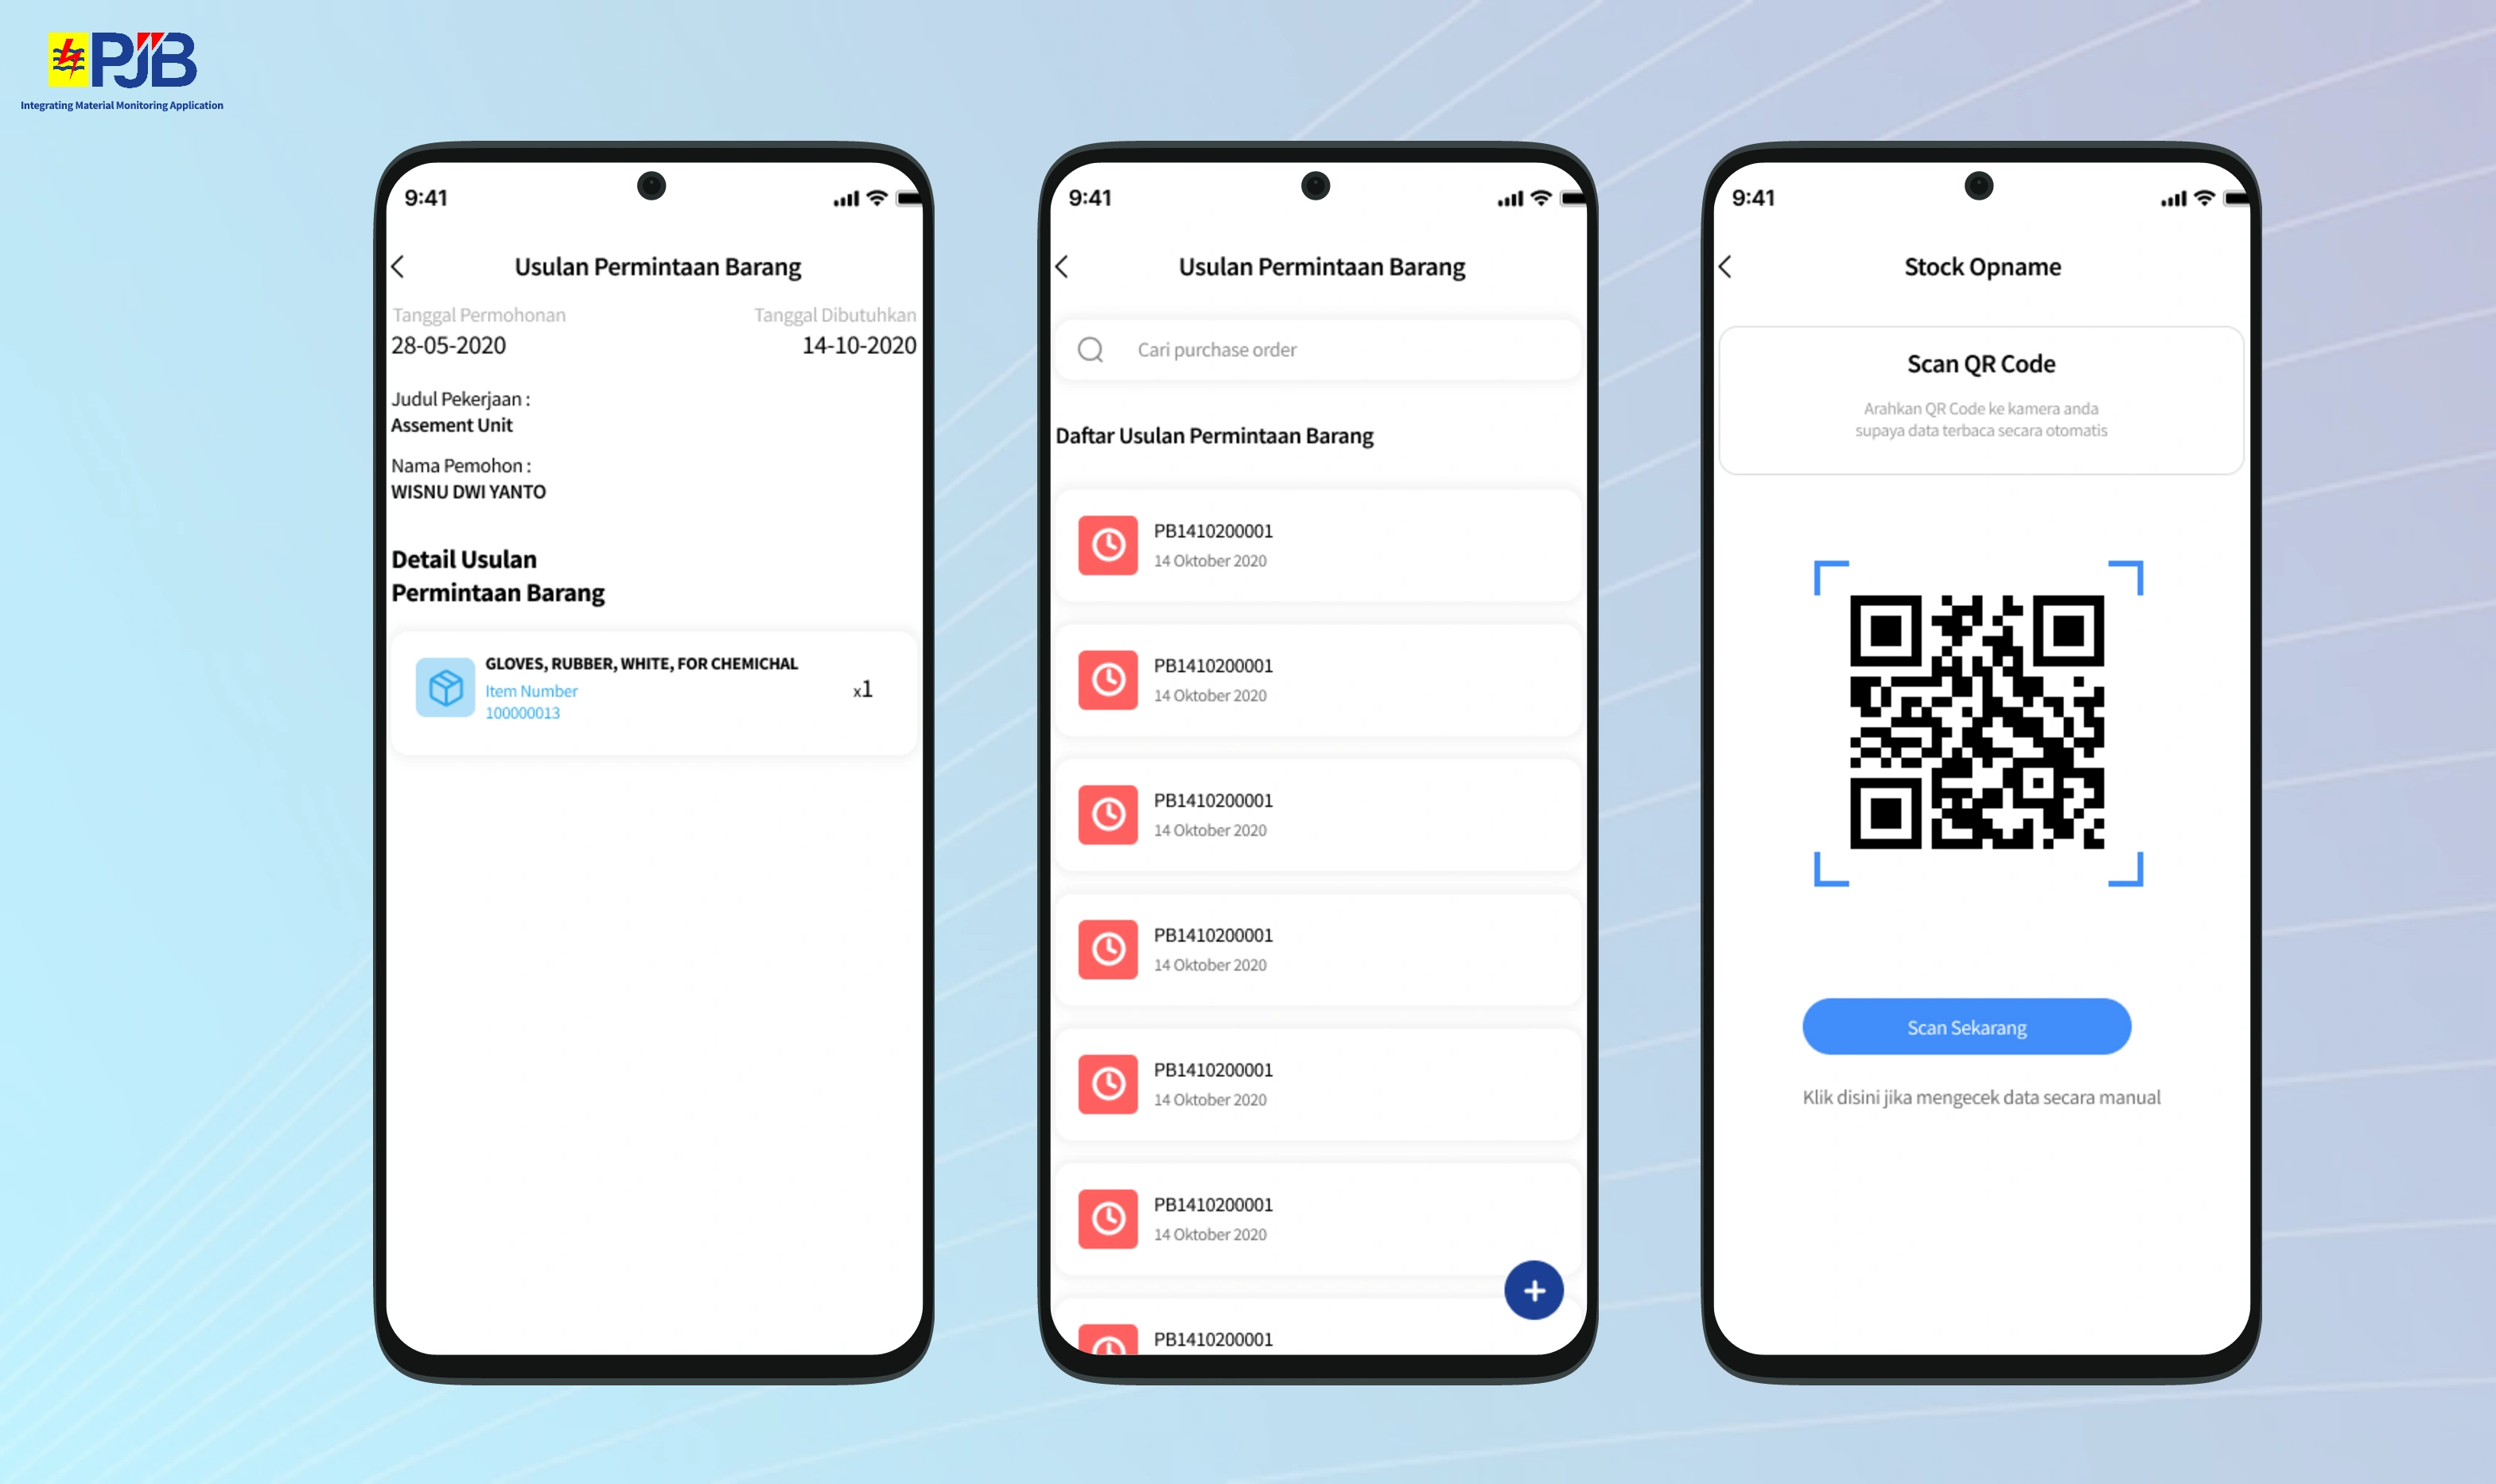 PJB
Integrating Material Monitoring Application
9:41
Usulan Permintaan Barang
Tanggal Permohonan
Tanggal Dibutuhkan
28-05-2020
14-10-2020
Judul Pekerjaan :
Assement Unit
Nama Pemohon :
WISNU DWI YANTO
Detail Usulan
Permintaan Barang
GLOVES, RUBBER, WHITE, FOR CHEMICHAL
Item Number
100000013
x1
9:41
Usulan Permintaan Barang
Cari purchase order
Daftar Usulan Permintaan Barang
PB1410200001
14 Oktober 2020
PB1410200001
14 Oktober 2020
PB1410200001
14 Oktober 2020
PB1410200001
14 Oktober 2020
PB1410200001
14 Oktober 2020
PB1410200001
14 Oktober 2020
PB1410200001
9:41
Stock Opname
Scan QR Code
Arahkan QR Code ke kamera anda
supaya data terbaca secara otomatis
Scan Sekarang
Klik disini jika mengecek data secara manual